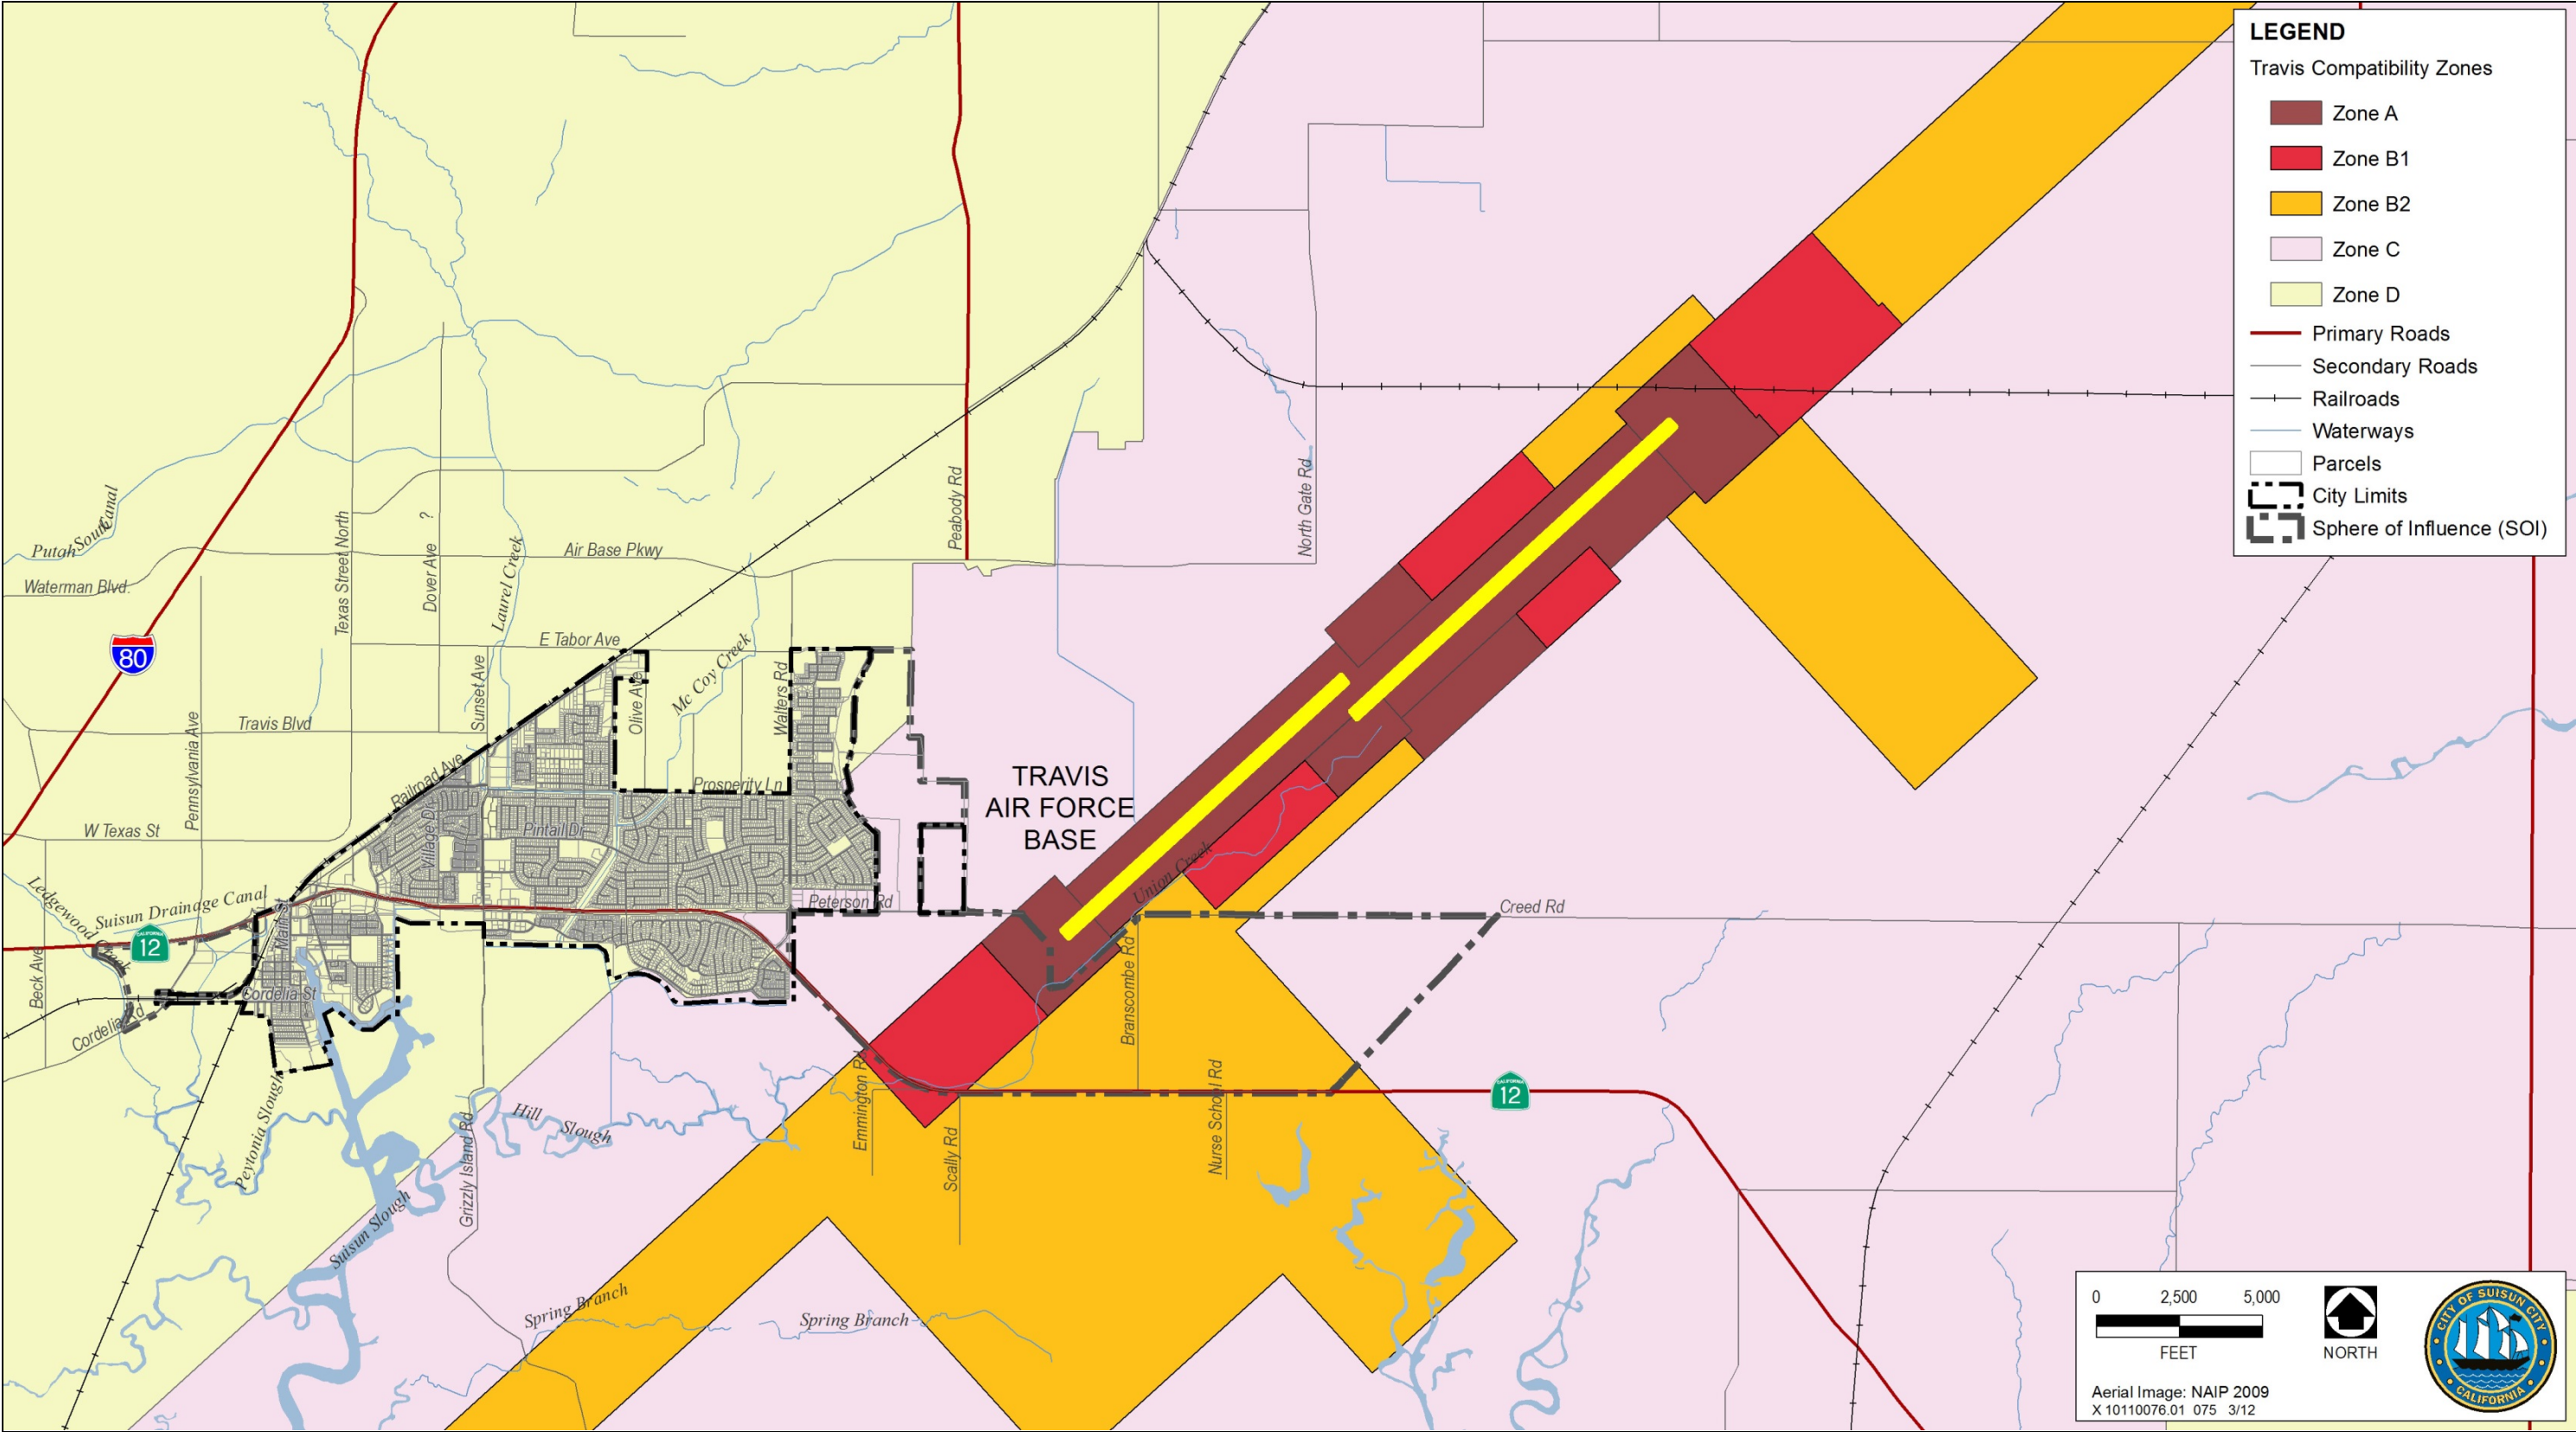 LEGEND
Travis Compatibility Zones
Zone A
Zone B1
Zone B2
Zone C
Zone D
Primary Roads
Secondary Roads
Railroads
Waterways
Parcels
City Limits
Sphere of Influence (SOI)
Putah South Canal
Waterman Blvd.
80
Texas Street North
Dover Ave
?
Laurel Creek
Air Base Pkwy
Peabody Rd
North Gate Rd
E Tabor Ave
Sunset Ave
Olive Ave
Mc Coy Creek
Walters Rd
Travis Blvd
Pennsylvania Ave
Railroad Ave
Prosperity Ln
TRAVIS
AIR FORCE
BASE
W Texas St
Village Dr
Pintail Dr
Union Creek
Ledgewood Creek
Suisun Drainage Canal
Main St
Peterson Rd
Creed Rd
CALIFORNIA
12
Beck Ave
Cordelia St
Cordelia Rd
Branscombe Rd
Emmington Rd
Scally Rd
Nurse School Rd
CALIFORNIA
12
Peytonia Slough
Grizzly Island Rd
Hill Slough
Suisun Slough
Spring Branch
Spring Branch
0 2,500 5,000
FEET
NORTH
CITY OF SUISUN CITY
CALIFORNIA
Aerial Image: NAIP 2009
X 10110076.01 075 3/12